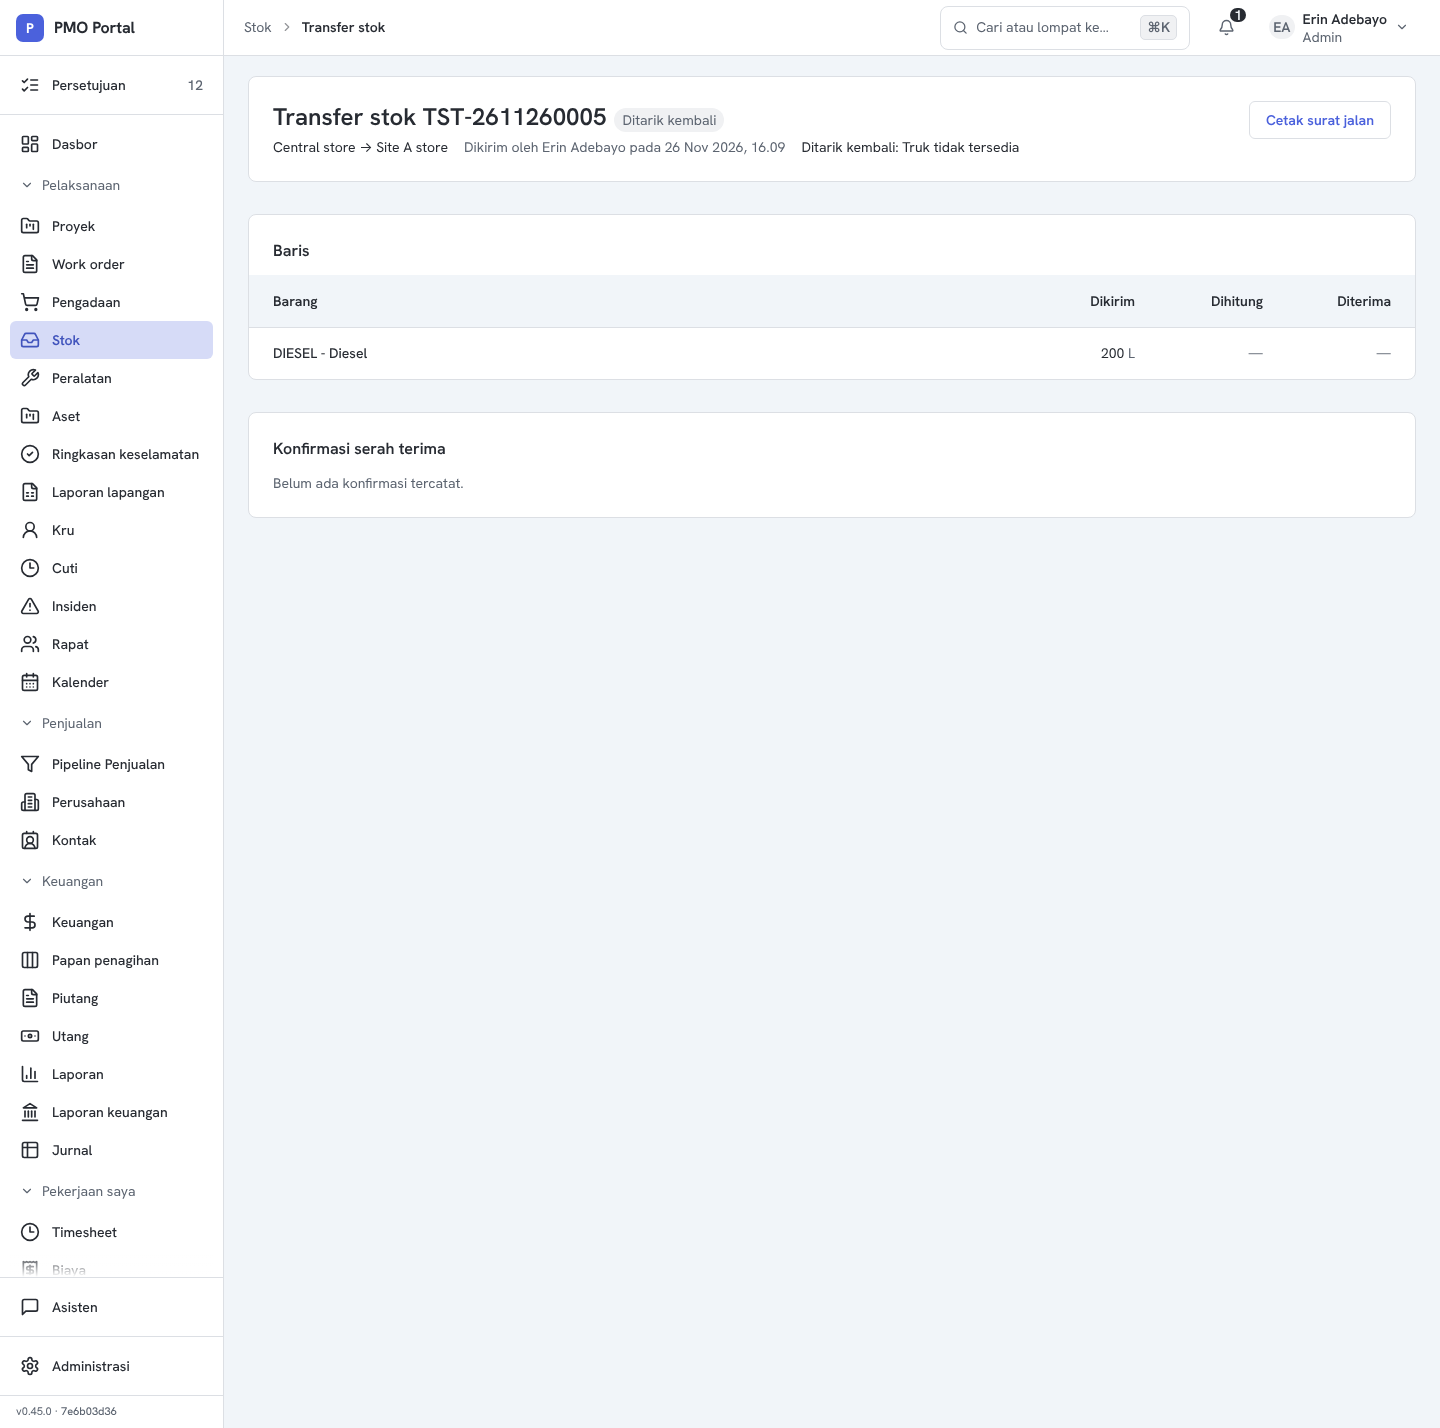 P PMO Portal
Stok > Transfer stok
Cari atau lompat ke... ⌘K
1
EA Erin Adebayo
Admin
Persetujuan 12
Dasbor
Pelaksanaan
Proyek
Work order
Pengadaan
Stok
Peralatan
Aset
Ringkasan keselamatan
Laporan lapangan
Kru
Cuti
Insiden
Rapat
Kalender
Penjualan
Pipeline Penjualan
Perusahaan
Kontak
Keuangan
Keuangan
Papan penagihan
Piutang
Utang
Laporan
Laporan keuangan
Jurnal
Pekerjaan saya
Timesheet
Biaya
Asisten
Administrasi
v0.45.0 · 7e6b03d36
Transfer stok TST-2611260005 Ditarik kembali
Cetak surat jalan
Central store → Site A store Dikirim oleh Erin Adebayo pada 26 Nov 2026, 16.09 Ditarik kembali: Truk tidak tersedia
Baris
Barang Dikirim Dihitung Diterima
DIESEL - Diesel 200 L — —
Konfirmasi serah terima
Belum ada konfirmasi tercatat.